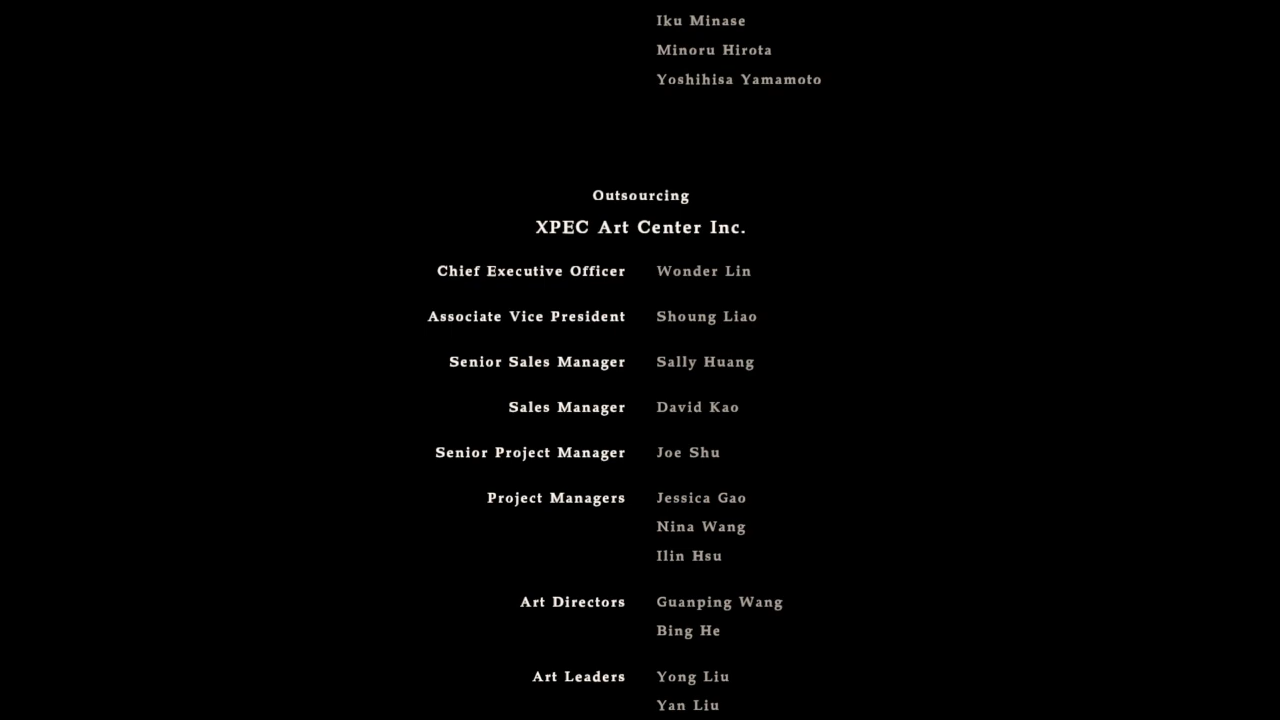 Iku Minase
Minoru Hirota
Yoshihisa Yamamoto
Outsourcing
XPEC Art Center Inc.
Chief Executive Officer Wonder Lin
Associate Vice President Shoung Liao
Senior Sales Manager Sally Huang
Sales Manager David Kao
Senior Project Manager Joe Shu
Project Managers Jessica Gao
Nina Wang
Ilin Hsu
Art Directors Guanping Wang
Bing He
Art Leaders Yong Liu
Yan Liu